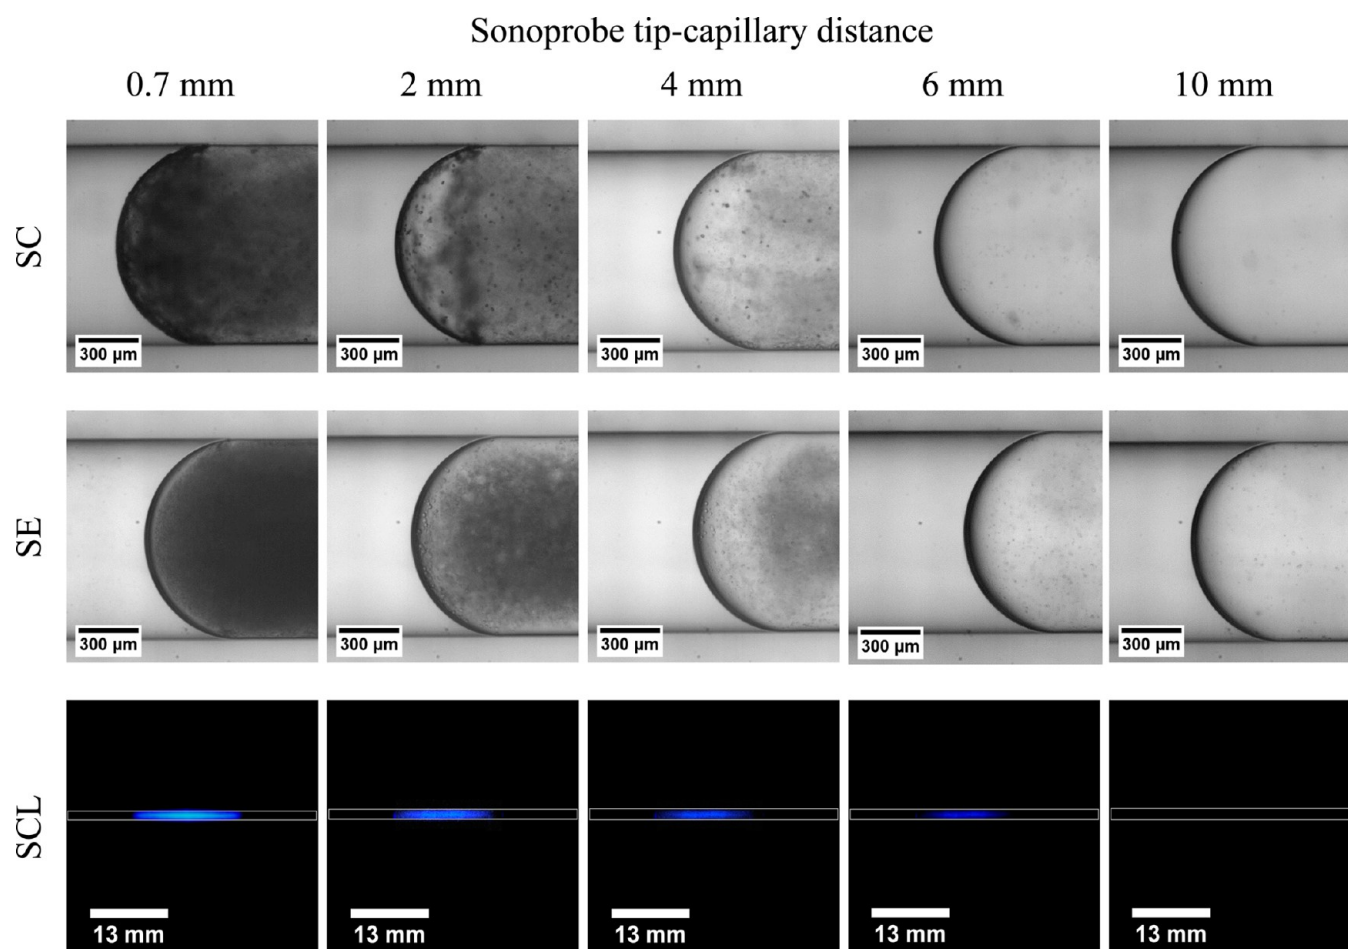 Sonoprobe tip-capillary distance
0.7 mm 2 mm 4 mm 6 mm 10 mm
SC
300 µm 300 µm 300 µm 300 µm 300 µm
SE
300 µm 300 µm 300 µm 300 µm 300 µm
SCL
13 mm 13 mm 13 mm 13 mm 13 mm